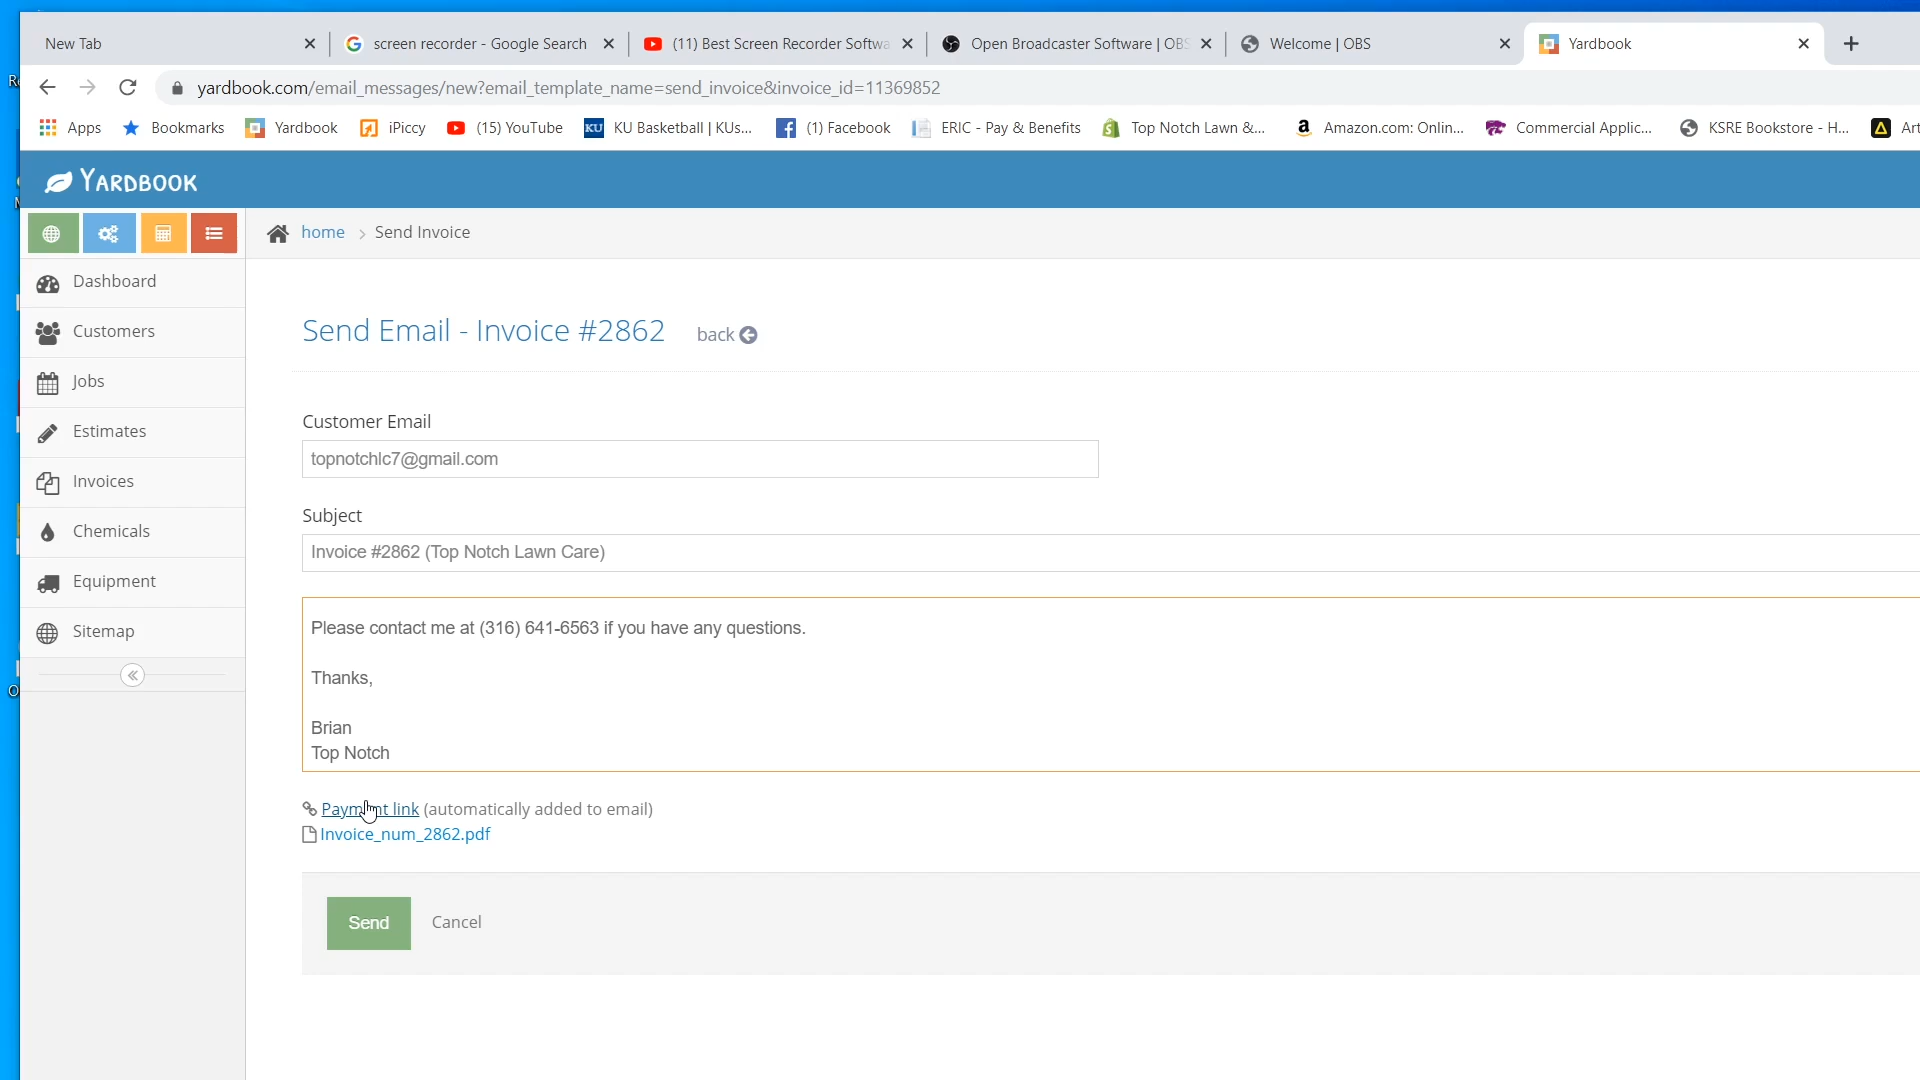 New Tab
screen recorder - Google Search
(11) Best Screen Recorder Softwa
Open Broadcaster Software | OBS
Welcome | OBS
Yardbook
yardbook.com/email_messages/new?email_template_name=send_invoice&invoice_id=11369852
Apps
Bookmarks
Yardbook
iPiccy
(15) YouTube
KU
KU Basketball | KUs...
(1) Facebook
ERIC - Pay & Benefits
Top Notch Lawn &...
Amazon.com: Onlin...
Commercial Applic...
KSRE Bookstore - H...
Art
YARDBOOK
home > Send Invoice
Dashboard
Customers
Jobs
Estimates
Invoices
Chemicals
Equipment
Sitemap
Send Email - Invoice #2862
back
Customer Email
topnotchlc7@gmail.com
Subject
Invoice #2862 (Top Notch Lawn Care)
Please contact me at (316) 641-6563 if you have any questions.
Thanks,
Brian
Top Notch
Payment link (automatically added to email)
Invoice_num_2862.pdf
Send
Cancel